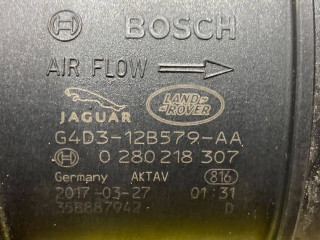 BOSCH
AIR FLOW
JAGUAR
LAND
ROVER
G4D3-12B579-AA
0 280 218 307
Germany AKTAV 816
2017-03-27 01:31
35B887942 D